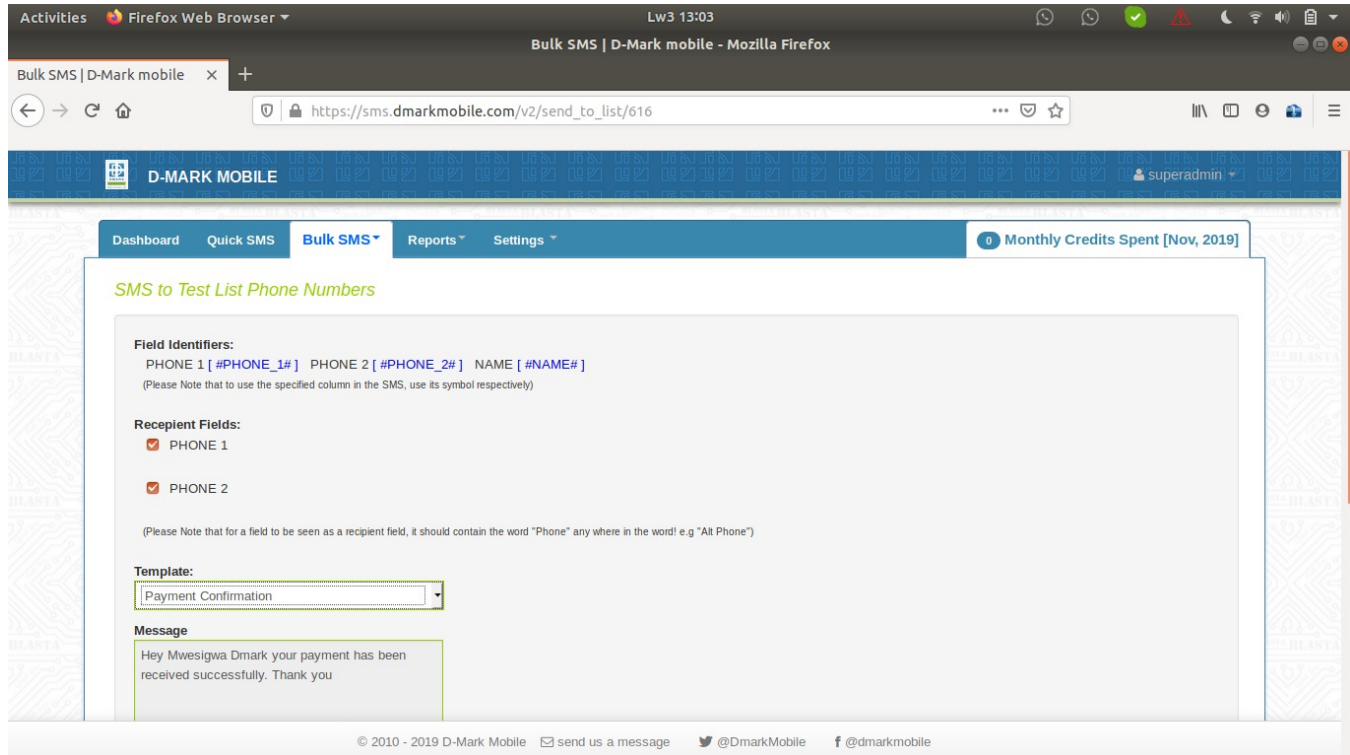 Activities Firefox Web Browser Lw3 13:03
Bulk SMS | D-Mark mobile - Mozilla Firefox
Bulk SMS | D-Mark mobile
https://sms.dmarkmobile.com/v2/send_to_list/616
D-MARK MOBILE superadmin
Dashboard Quick SMS Bulk SMS Reports Settings 0 Monthly Credits Spent [Nov, 2019]
SMS to Test List Phone Numbers
Field Identifiers:
PHONE 1 [ #PHONE_1# ] PHONE 2 [ #PHONE_2# ] NAME [ #NAME# ]
(Please Note that to use the specified column in the SMS, use its symbol respectively)
Recepient Fields:
PHONE 1
PHONE 2
(Please Note that for a field to be seen as a recipient field, it should contain the word "Phone" any where in the word! e.g "Alt Phone")
Template:
Payment Confirmation
Message
Hey Mwesigwa Dmark your payment has been
received successfully. Thank you
© 2010 - 2019 D-Mark Mobile send us a message @DmarkMobile @dmarkmobile